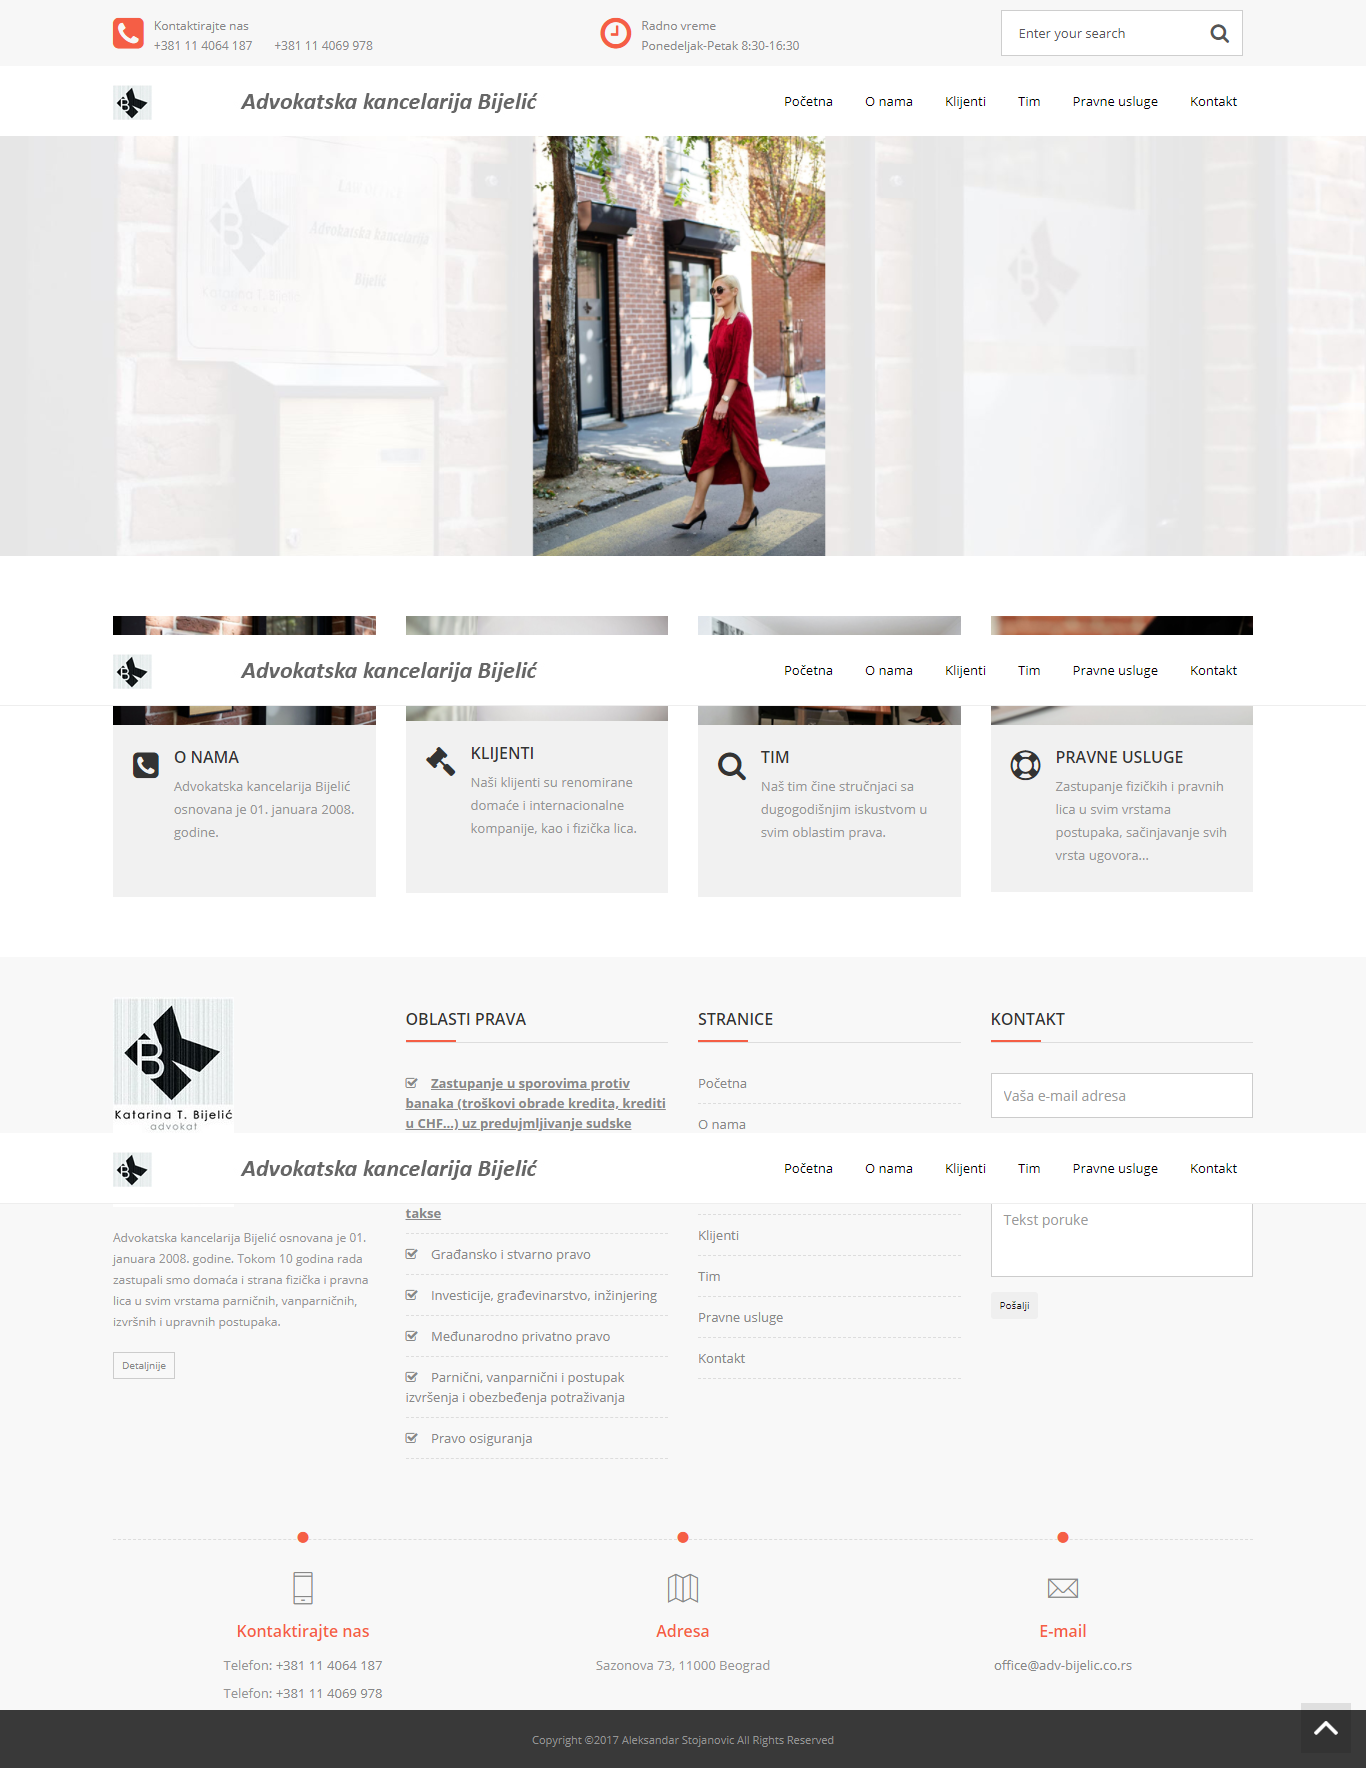 Kontaktirajte nas
+381 11 4064 187 +381 11 4069 978
Radno vreme
Ponedeljak-Petak 8:30-16:30
Enter your search
Advokatska kancelarija Bijelić
Početna O nama Klijenti Tim Pravne usluge Kontakt
LAW OFFICE
Advokatska kancelarija
Bijelić
Katarina T. Bijelić
Advokatska kancelarija Bijelić
Početna O nama Klijenti Tim Pravne usluge Kontakt
O NAMA
Advokatska kancelarija Bijelić
osnovana je 01. januara 2008.
godine.
KLIJENTI
Naši klijenti su renomirane
domaće i internacionalne
kompanije, kao i fizička lica.
TIM
Naš tim čine stručnjaci sa
dugogodišnjim iskustvom u
svim oblastim prava.
PRAVNE USLUGE
Zastupanje fizičkih i pravnih
lica u svim vrstama
postupaka, sačinjavanje svih
vrsta ugovora...
B
Katarina T. Bijelić
advokat
OBLASTI PRAVA
Zastupanje u sporovima protiv
banaka (troškovi obrade kredita, krediti
u CHF...) uz predujmljivanje sudske
STRANICE
Početna
O nama
KONTAKT
Vaša e-mail adresa
Advokatska kancelarija Bijelić
Početna O nama Klijenti Tim Pravne usluge Kontakt
Advokatska kancelarija Bijelić osnovana je 01.
januara 2008. godine. Tokom 10 godina rada
zastupali smo domaća i strana fizička i pravna
lica u svim vrstama parničnih, vanparničnih,
izvršnih i upravnih postupaka.
Detaljnije
takse
Građansko i stvarno pravo
Investicije, građevinarstvo, inžinjering
Međunarodno privatno pravo
Parnični, vanparnični i postupak
izvršenja i obezbeđenja potraživanja
Pravo osiguranja
Klijenti
Tim
Pravne usluge
Kontakt
Tekst poruke
Pošalji
Kontaktirajte nas
Telefon: +381 11 4064 187
Telefon: +381 11 4069 978
Adresa
Sazonova 73, 11000 Beograd
E-mail
office@adv-bijelic.co.rs
Copyright ©2017 Aleksandar Stojanovic All Rights Reserved